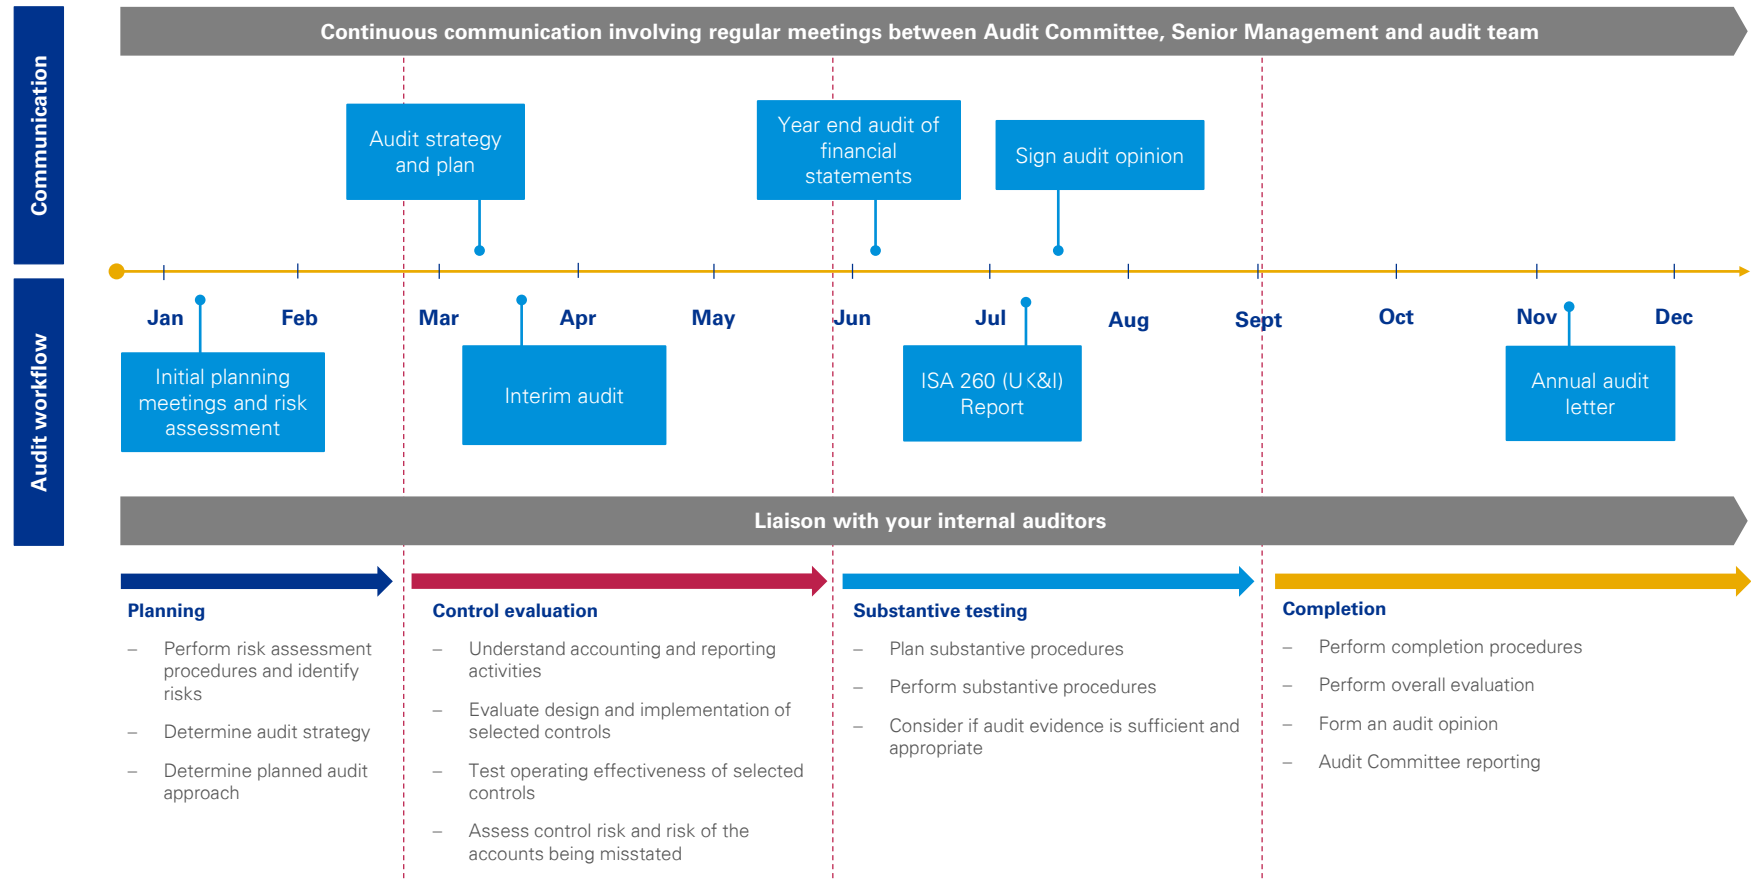 Communication
Continuous communication involving regular meetings between Audit Committee, Senior Management and audit team
Audit strategy
and plan
Year end audit of
financial
statements
Sign audit opinion
Audit workflow
Jan
Feb
Mar
Apr
May
Jun
Jul
Aug
Sept
Oct
Nov
Dec
Initial planning
meetings and risk
assessment
Interim audit
ISA 260 (UK&I)
Report
Annual audit
letter
Liaison with your internal auditors
Planning
– Perform risk assessment
procedures and identify
risks
– Determine audit strategy
– Determine planned audit
approach
Control evaluation
– Understand accounting and reporting
activities
– Evaluate design and implementation of
selected controls
– Test operating effectiveness of selected
controls
– Assess control risk and risk of the
accounts being misstated
Substantive testing
– Plan substantive procedures
– Perform substantive procedures
– Consider if audit evidence is sufficient and
appropriate
Completion
– Perform completion procedures
– Perform overall evaluation
– Form an audit opinion
– Audit Committee reporting